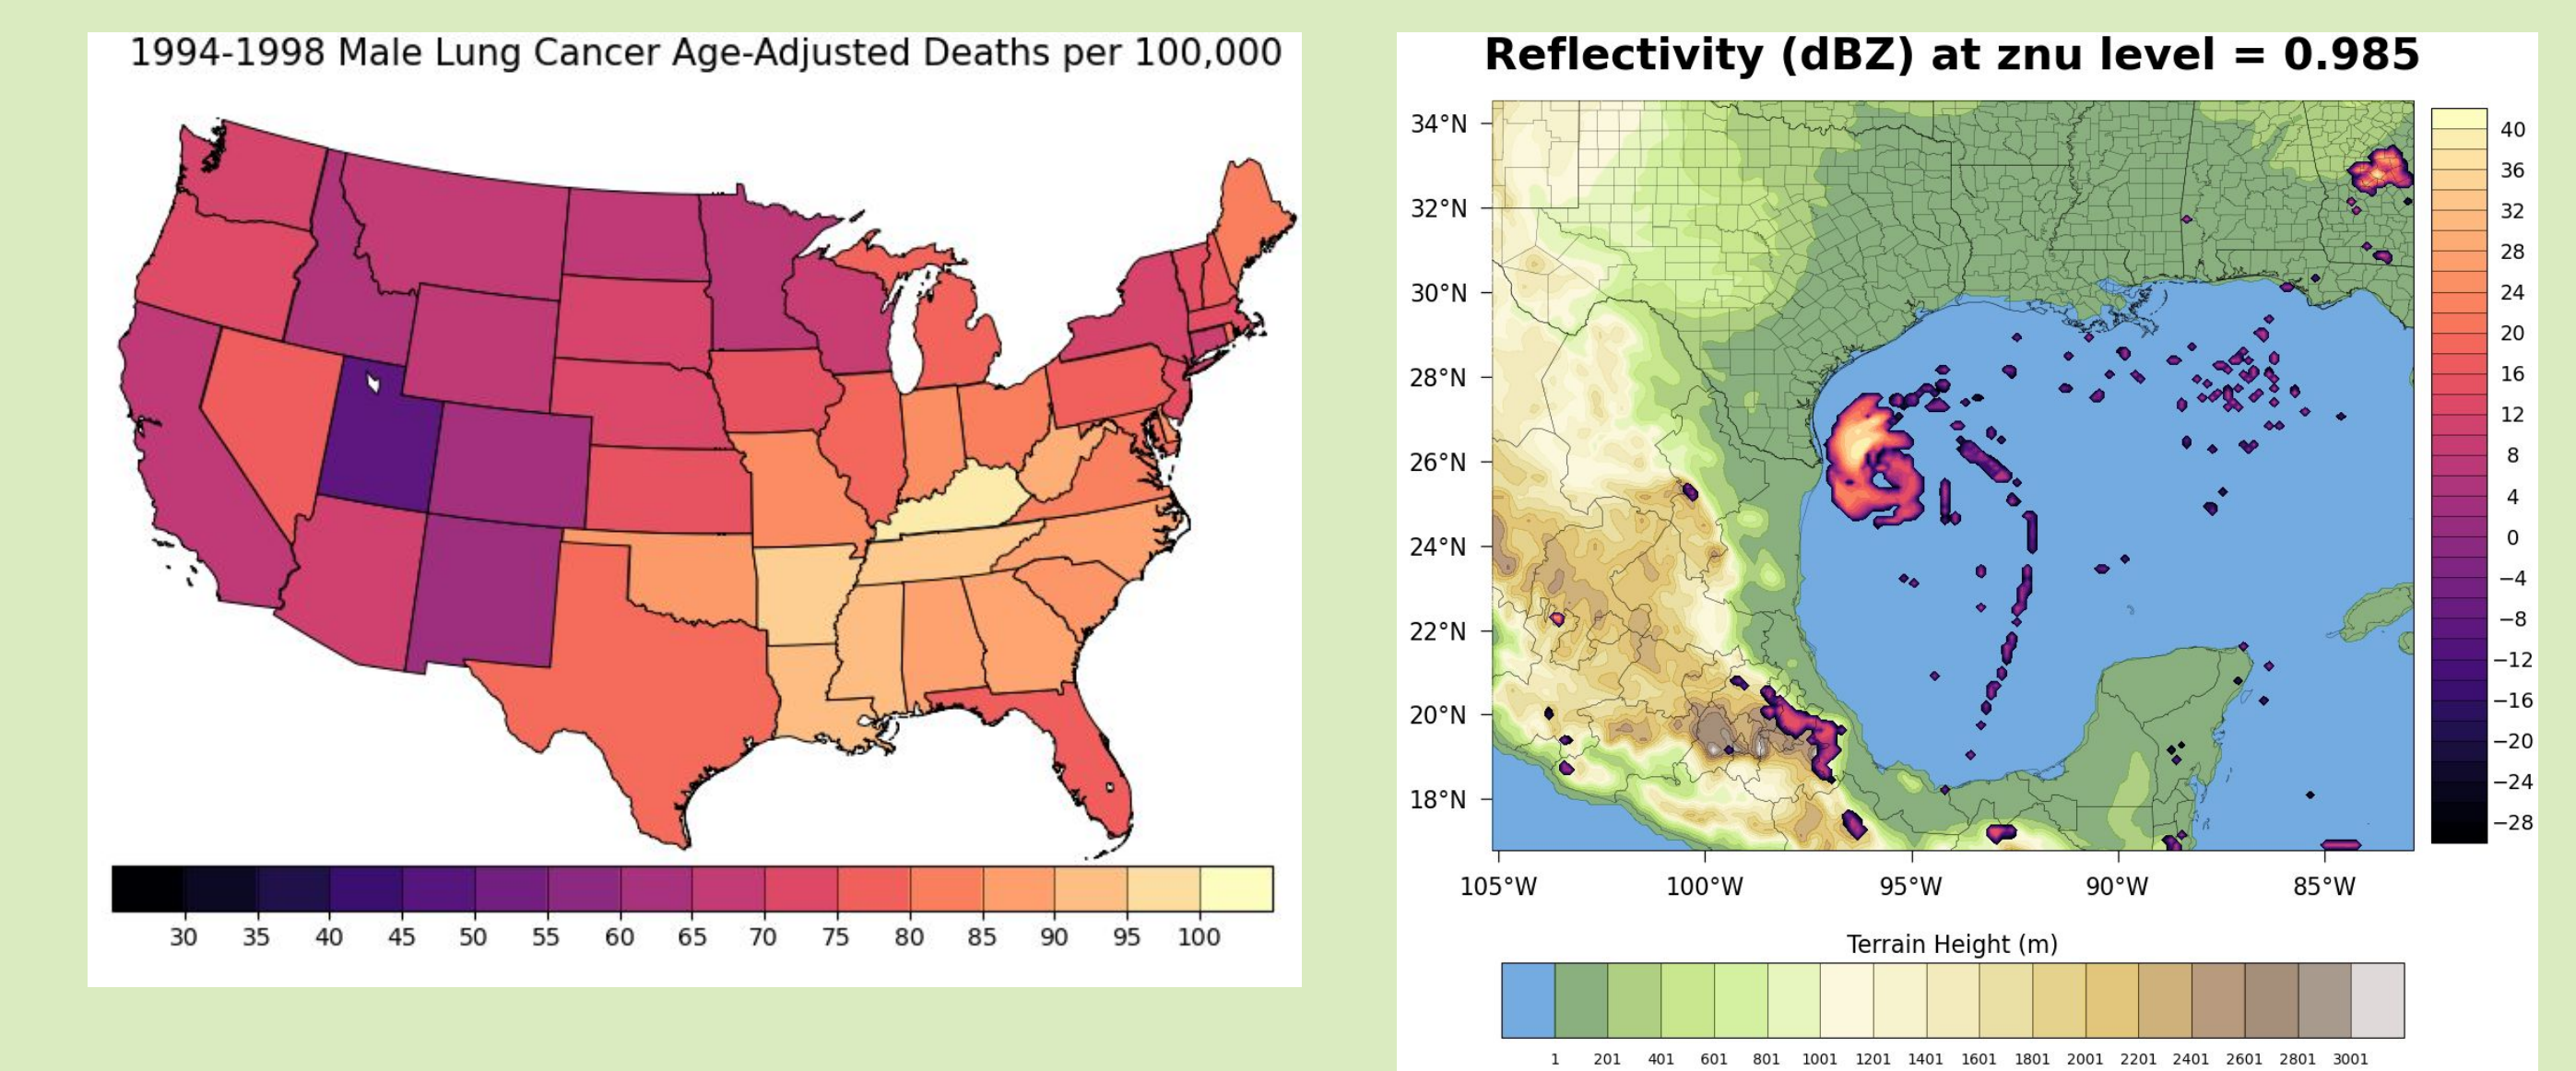 1994-1998 Male Lung Cancer Age-Adjusted Deaths per 100,000
30 35 40 45 50 55 60 65 70 75 80 85 90 95 100
Reflectivity (dBZ) at znu level = 0.985
34°N
32°N
30°N
28°N
26°N
24°N
22°N
20°N
18°N
105°W 100°W 95°W 90°W 85°W
40
36
32
28
24
20
16
12
8
4
0
−4
−8
−12
−16
−20
−24
−28
Terrain Height (m)
1 201 401 601 801 1001 1201 1401 1601 1801 2001 2201 2401 2601 2801 3001